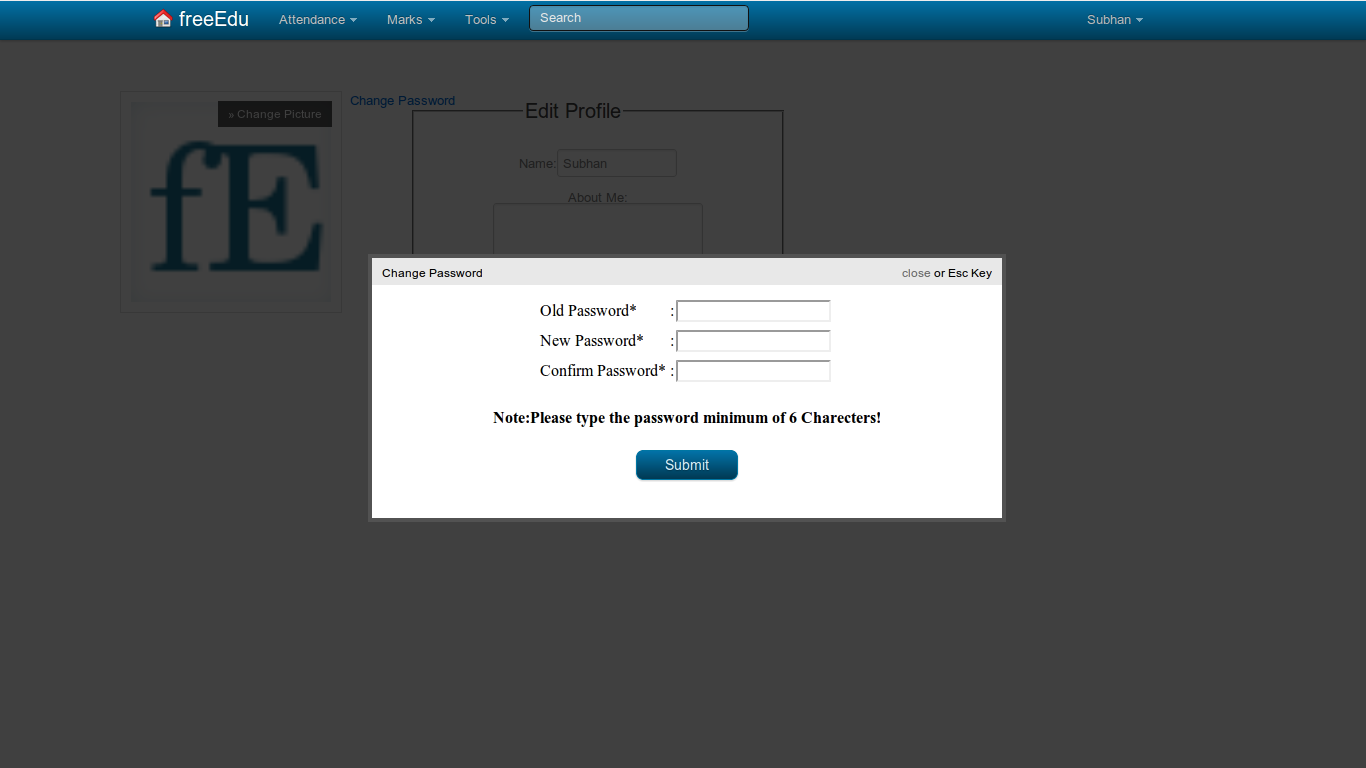 freeEdu Attendance Marks Tools Search Subhan
» Change Picture
Change Password
Edit Profile
fE
Name: Subhan
About Me:
Change Password close or Esc Key
Old Password* :
New Password* :
Confirm Password* :
Note:Please type the password minimum of 6 Charecters!
Submit